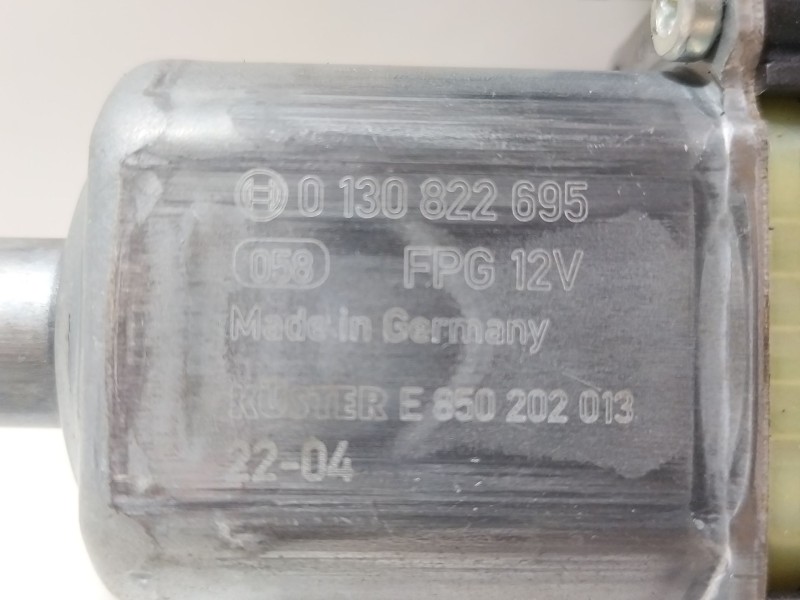 0 130 822 695
058 FPG 12V
Made in Germany
KÜSTER E 850 202 013
22-04